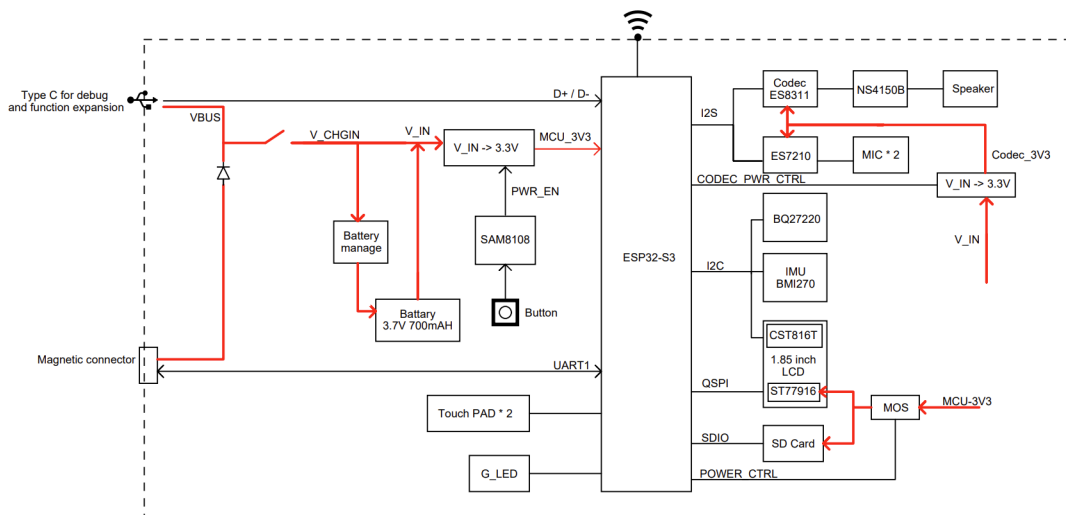 Type C for debug
and function expansion
VBUS
D+ / D-
V_CHGIN
V_IN
V_IN -> 3.3V
MCU_3V3
PWR_EN
Battery
manage
SAM8108
Battary
3.7V 700mAH
Button
Magnetic connector
UART1
Touch PAD * 2
G_LED
ESP32-S3
I2S
Codec
ES8311
NS4150B
Speaker
ES7210
MIC * 2
Codec_3V3
CODEC_PWR_CTRL
V_IN -> 3.3V
V_IN
I2C
BQ27220
IMU
BMI270
CST816T
1.85 inch
LCD
QSPI
ST77916
MOS
MCU-3V3
SDIO
SD Card
POWER_CTRL